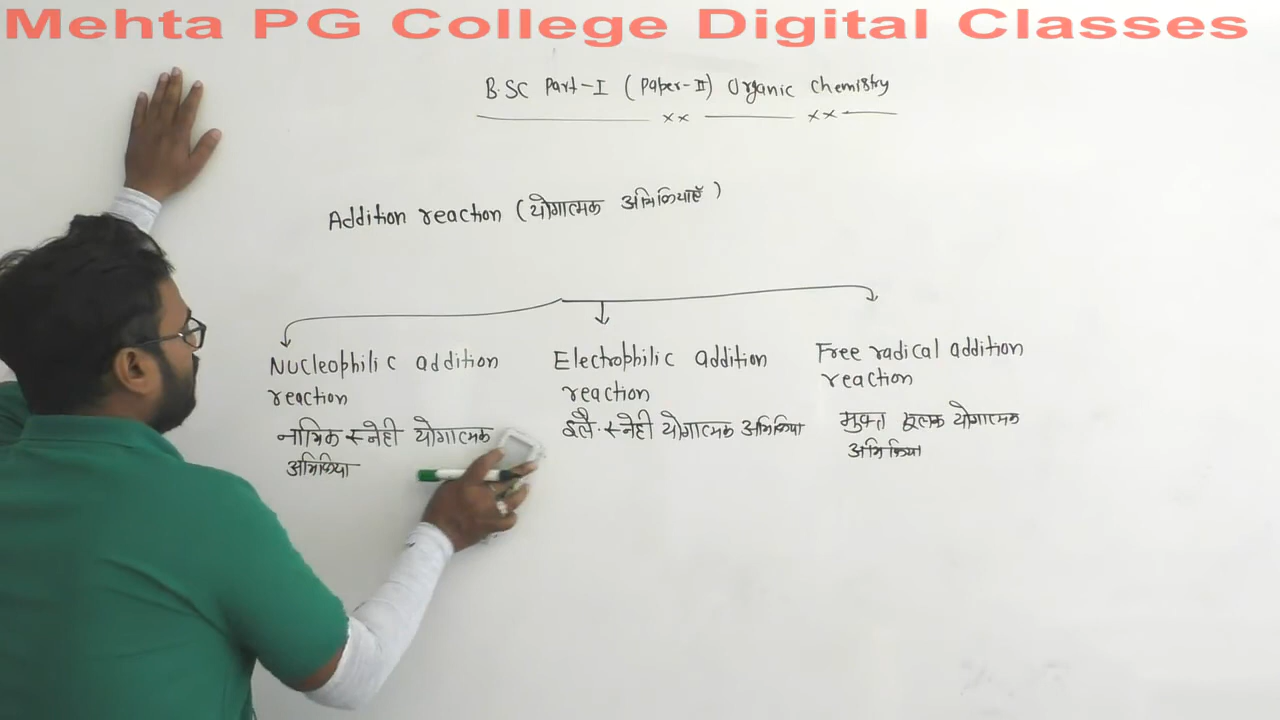 Mehta PG College Digital Classes
B.SC Part-I (Paper-II) Organic Chemistry
Addition reaction (योगात्मक अभिक्रियाएँ)
Nucleophilic addition
reaction
नाभिक स्नेही योगात्मक
अभिक्रिया
Electrophilic addition
reaction
इलै. स्नेही योगात्मक अभिक्रिया
Free radical addition
reaction
मुक्त मूलक योगात्मक
अभिक्रिया